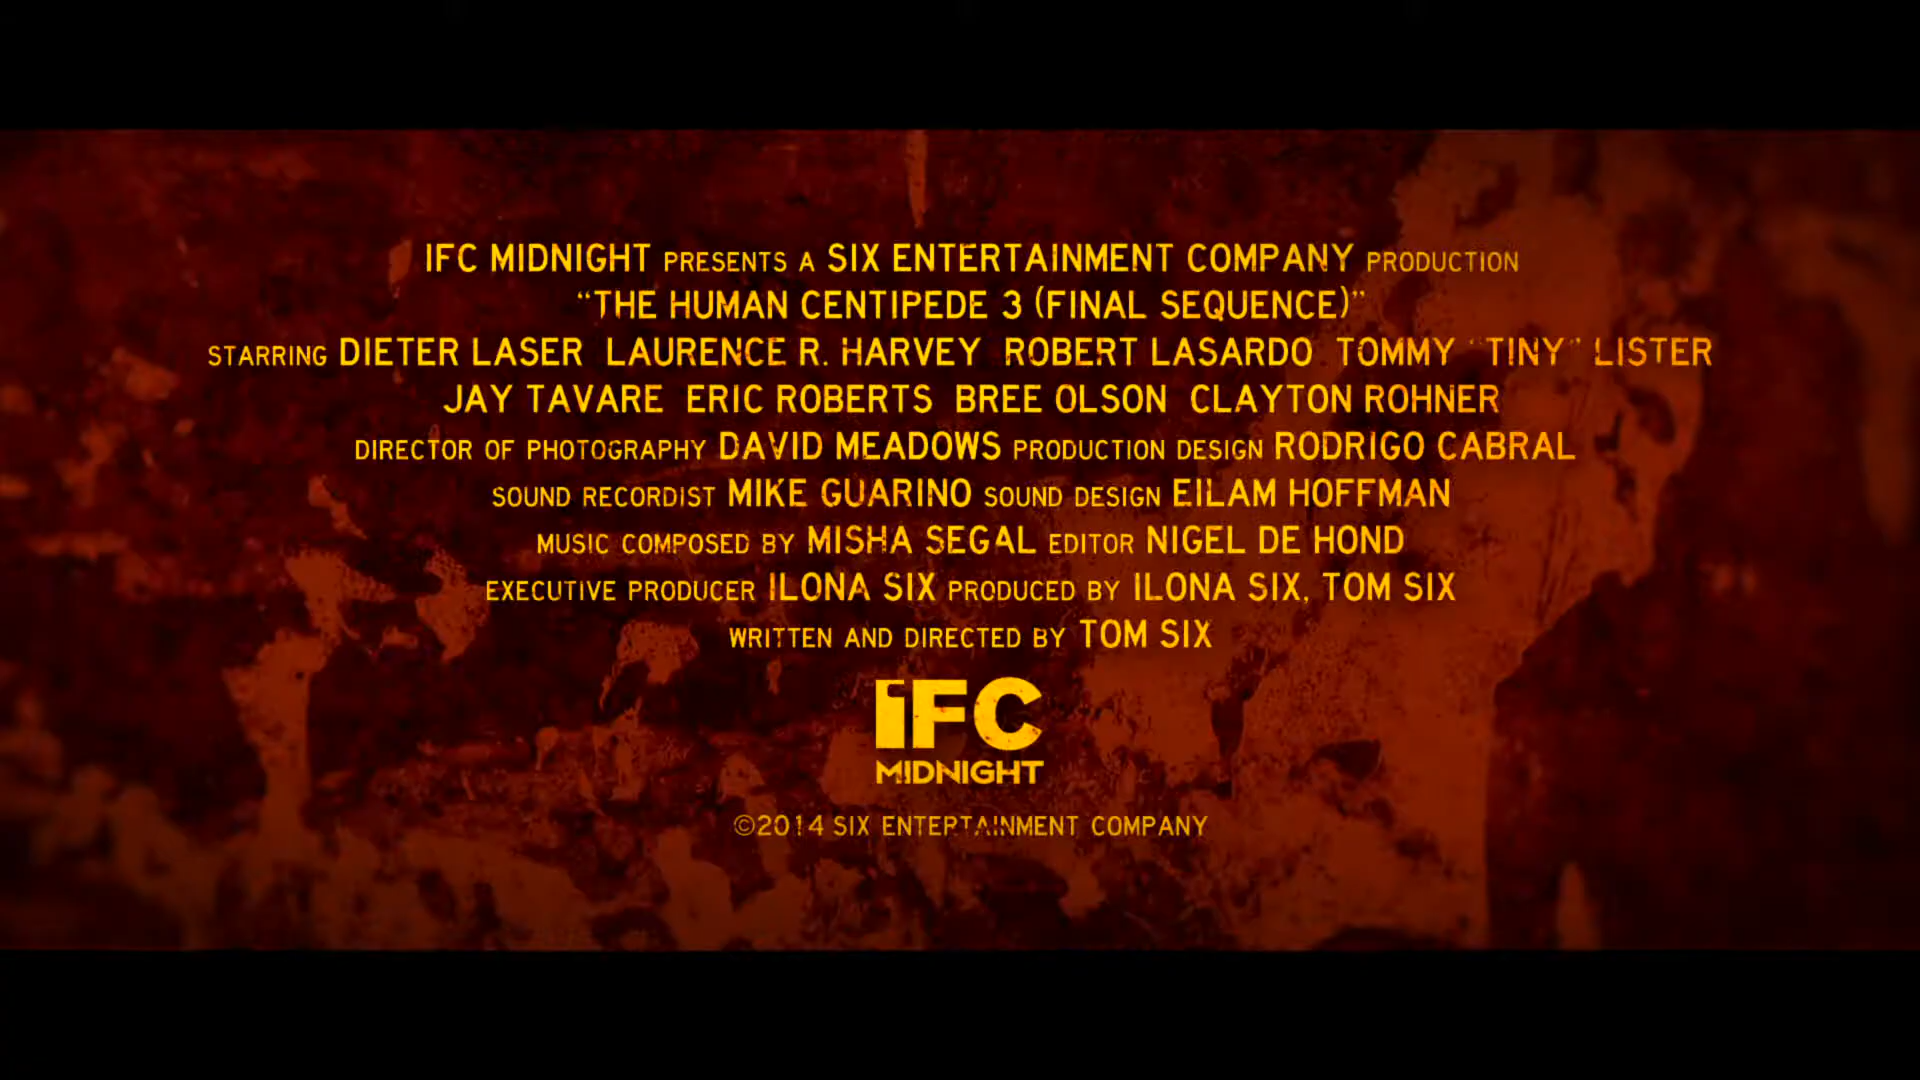 IFC MIDNIGHT PRESENTS A SIX ENTERTAINMENT COMPANY PRODUCTION
“THE HUMAN CENTIPEDE 3 (FINAL SEQUENCE)”
STARRING DIETER LASER LAURENCE R. HARVEY ROBERT LASARDO TOMMY “TINY” LISTER
JAY TAVARE ERIC ROBERTS BREE OLSON CLAYTON ROHNER
DIRECTOR OF PHOTOGRAPHY DAVID MEADOWS PRODUCTION DESIGN RODRIGO CABRAL
SOUND RECORDIST MIKE GUARINO SOUND DESIGN EILAM HOFFMAN
MUSIC COMPOSED BY MISHA SEGAL EDITOR NIGEL DE HOND
EXECUTIVE PRODUCER ILONA SIX PRODUCED BY ILONA SIX, TOM SIX
WRITTEN AND DIRECTED BY TOM SIX
iFC
MIDNIGHT
©2014 SIX ENTERTAINMENT COMPANY